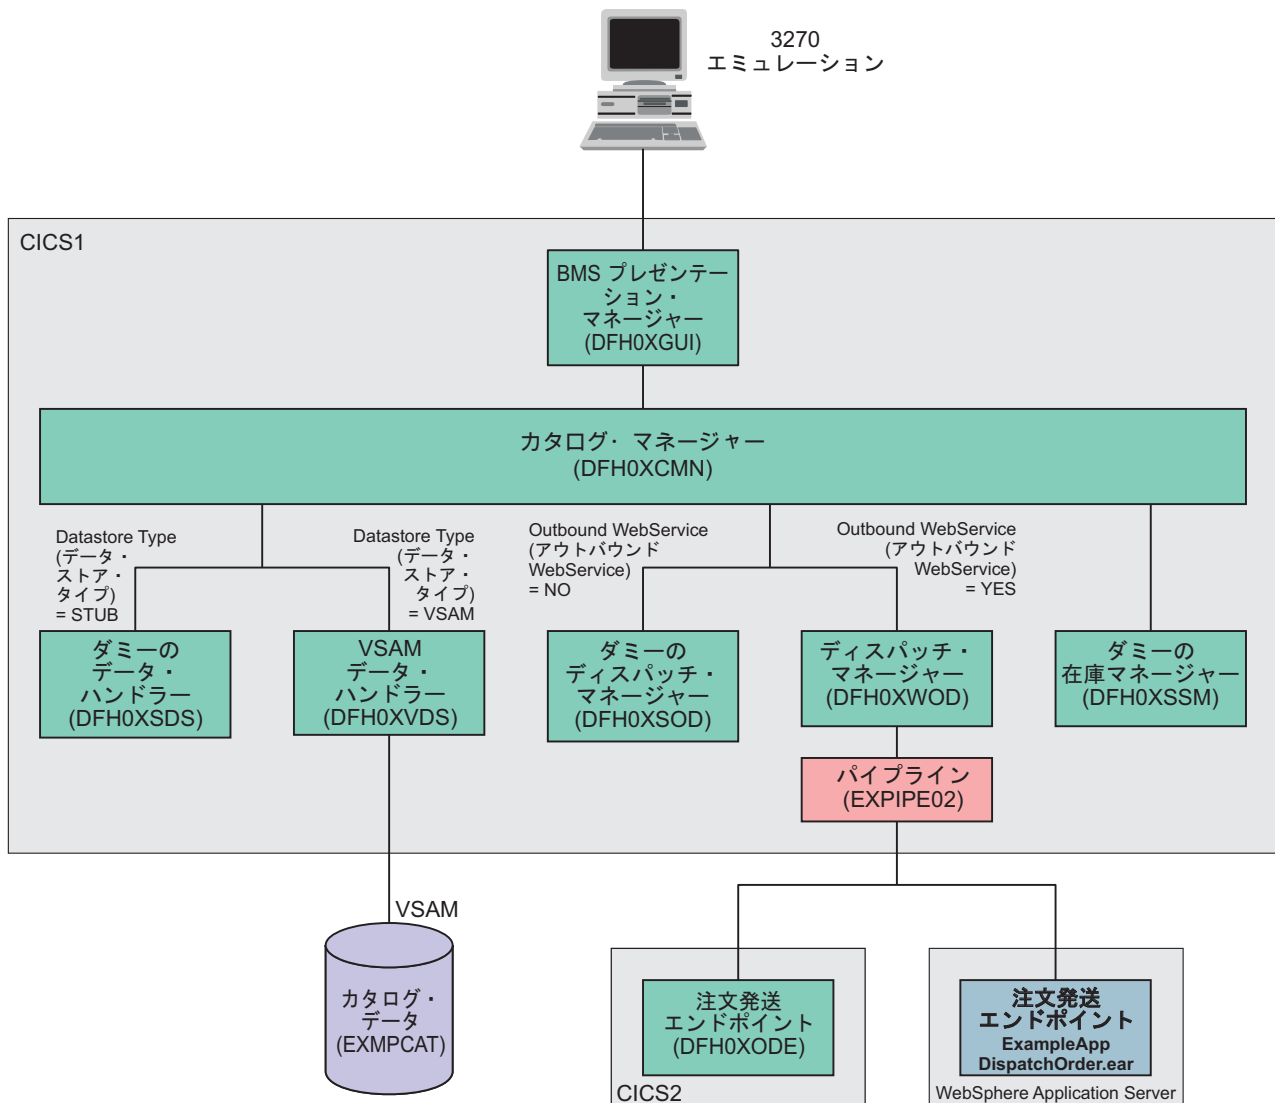 3270
エミュレーション
CICS1
BMS プレゼンテー
ション・
マネージャー
(DFH0XGUI)
カタログ・ マネージャー
(DFH0XCMN)
Datastore Type
(データ・
ストア・
タイプ)
= STUB
Datastore Type
(データ・
ストア・
タイプ)
= VSAM
Outbound WebService
(アウトバウンド
WebService)
= NO
Outbound WebService
(アウトバウンド
WebService)
= YES
ダミーの
データ・
ハンドラー
(DFH0XSDS)
VSAM
データ・
ハンドラー
(DFH0XVDS)
ダミーの
ディスパッチ・
マネージャー
(DFH0XSOD)
ディスパッチ・
マネージャー
(DFH0XWOD)
ダミーの
在庫マネージャー
(DFH0XSSM)
パイプライン
(EXPIPE02)
VSAM
カタログ・
データ
(EXMPCAT)
注文発送
エンドポイント
(DFH0XODE)
CICS2
注文発送
エンドポイント
ExampleApp
DispatchOrder.ear
WebSphere Application Server